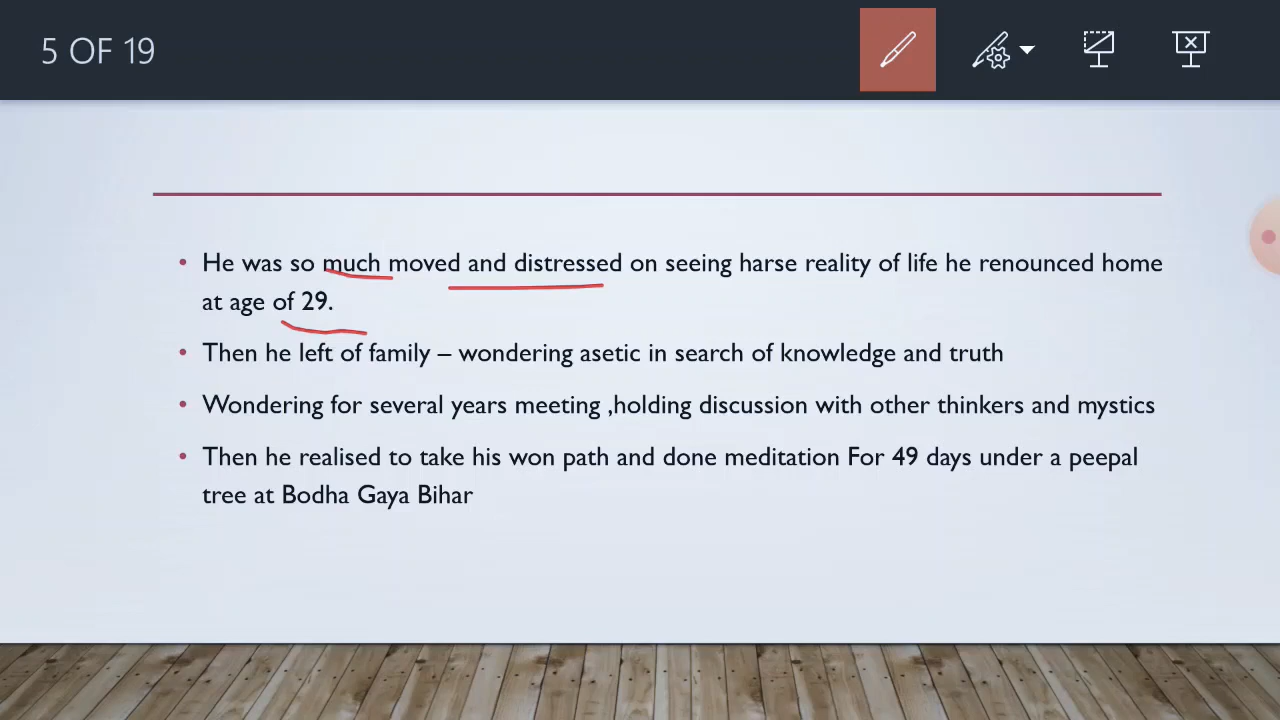 5 OF 19
• He was so much moved and distressed on seeing harse reality of life he renounced home
at age of 29.
• Then he left of family – wondering asetic in search of knowledge and truth
• Wondering for several years meeting ,holding discussion with other thinkers and mystics
• Then he realised to take his won path and done meditation For 49 days under a peepal
tree at Bodha Gaya Bihar